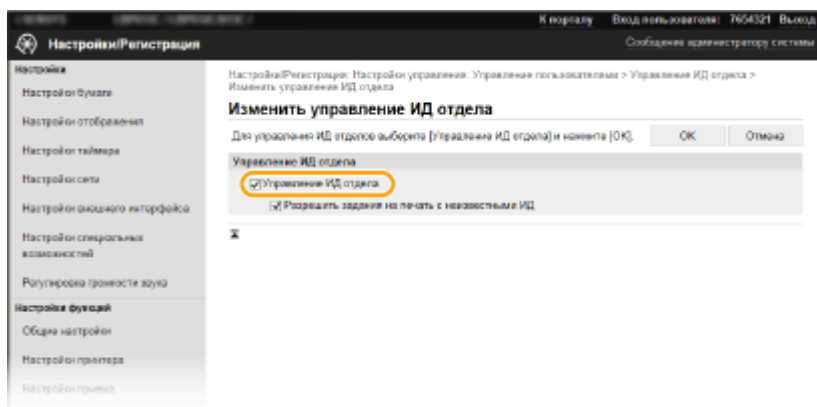 К порталу Вход пользователя: 7654321 Выход
Настройки/Регистрация
Сообщение администратору системы
Настройки
Настройки бумаги
Настройки отображения
Настройки таймера
Настройки сети
Настройки внешнего интерфейса
Настройки специальных
возможностей
Регулировка громкости звука
Настройки функций
Общие настройки
Настройки принтера
Настройки приема
Настройки/Регистрация: Настройки управления: Управление пользователями > Управление ИД отдела >
Изменить управление ИД отдела
Изменить управление ИД отдела
Для управления ИД отделов выберите [Управление ИД отдела] и нажмите [OK].
OK
Отмена
Управление ИД отдела
Управление ИД отдела
Разрешить задания на печать с неизвестными ИД